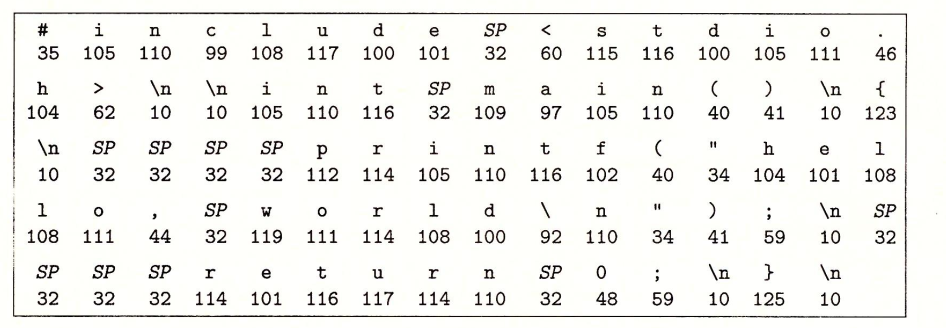 # i n c l u d e SP < s t d i o .
35 105 110 99 108 117 100 101 32 60 115 116 100 105 111 46
h > \n \n i n t SP m a i n ( ) \n {
104 62 10 10 105 110 116 32 109 97 105 110 40 41 10 123
\n SP SP SP SP p r i n t f ( " h e l
10 32 32 32 32 112 114 105 110 116 102 40 34 104 101 108
l o , SP w o r l d \ n " ) ; \n SP
108 111 44 32 119 111 114 108 100 92 110 34 41 59 10 32
SP SP SP r e t u r n SP 0 ; \n } \n
32 32 32 114 101 116 117 114 110 32 48 59 10 125 10